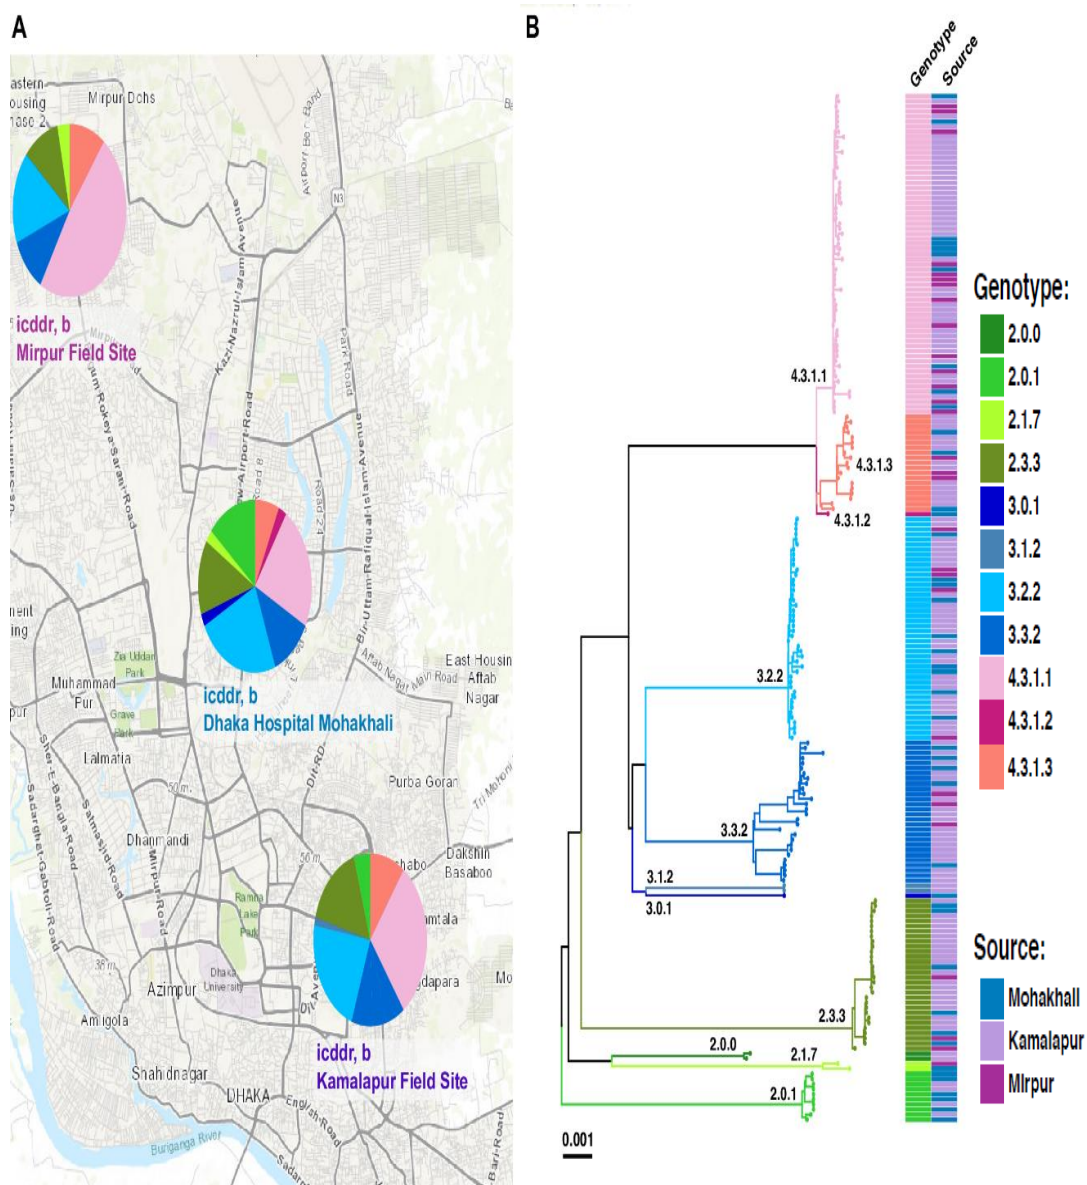 A
Mirpur Dchs
N3
Kazi-Nazrul-Islam-Avenue
Park Road
Begum-Rokeya-Sarani-Road
Road 24
Bir-Uttam-Rafiqual-Islam-Avenue
icddr, b
Mirpur Field Site
Zia Uddan
Park
Muhammad
Pur
Grave
Park
Lalmatia
icddr, b
Dhaka Hospital Mohakhali
Aftab Nagar Main Road
East Housin
Aftab
Nagar
Purba Goran
Dit-RD
50 m
Sher-E-Bangla-Road
Satmasjid-Road
Sadarghat-Gabtoli-Road
Mirpur-Road
Dhanmandi
50 m
Dakshin
Basaboo
Ramna
Lake
Park
Dhaka
University
38 m
Azimpur
Amligola
icddr, b
Kamalapur Field Site
Shahidnagar
DHAKA
English-Road
Buriganga River
Bari-Road
B
Genotype
Source
4.3.1.1
4.3.1.3
4.3.1.2
3.2.2
3.3.2
3.1.2
3.0.1
2.3.3
2.0.0
2.1.7
2.0.1
0.001
Genotype:
2.0.0
2.0.1
2.1.7
2.3.3
3.0.1
3.1.2
3.2.2
3.3.2
4.3.1.1
4.3.1.2
4.3.1.3
Source:
Mohakhall
Kamalapur
MIrpur